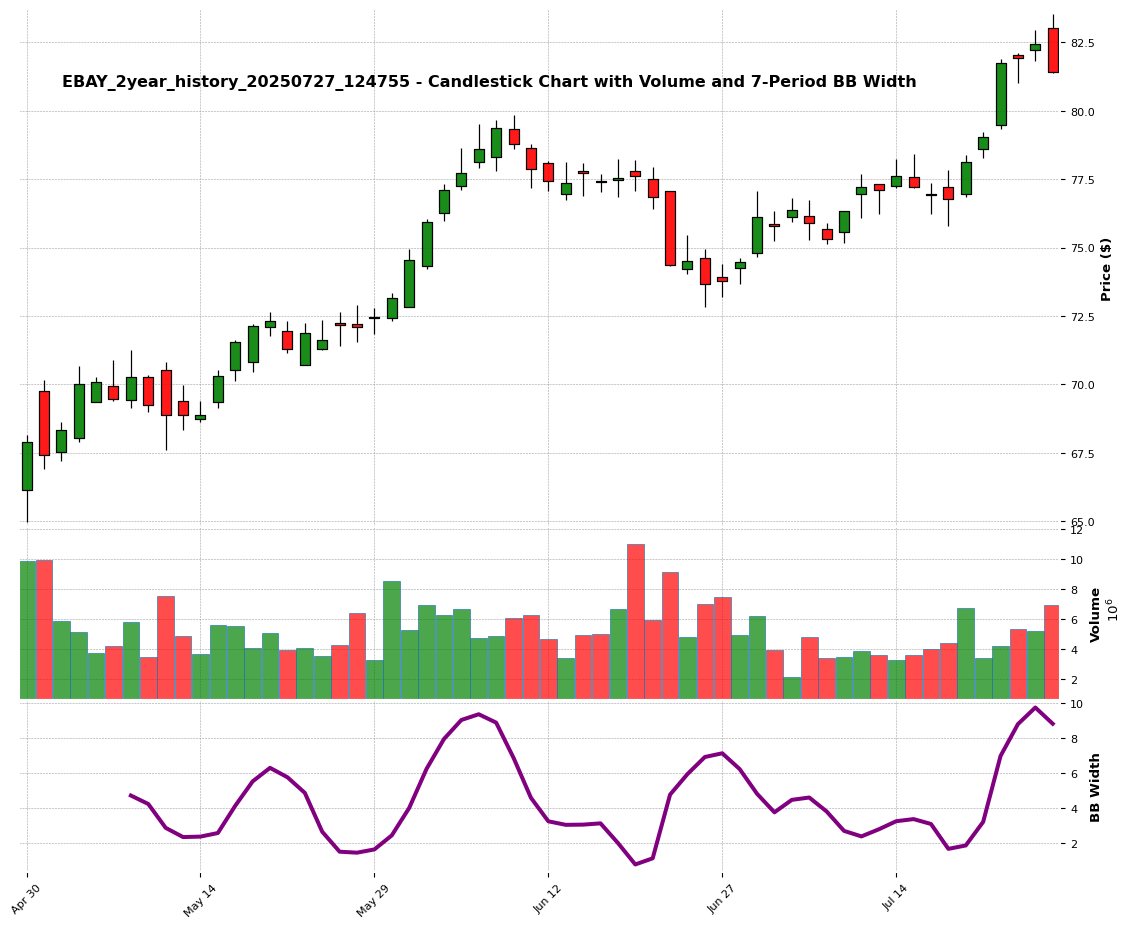 EBAY_2year_history_20250727_124755 - Candlestick Chart with Volume and 7-Period BB Width
82.5
80.0
77.5
75.0
72.5
70.0
67.5
65.0
Price ($)
12
10
8
6
4
2
Volume
10^6
10
8
6
4
2
BB Width
Apr 30
May 14
May 29
Jun 12
Jun 27
Jul 14